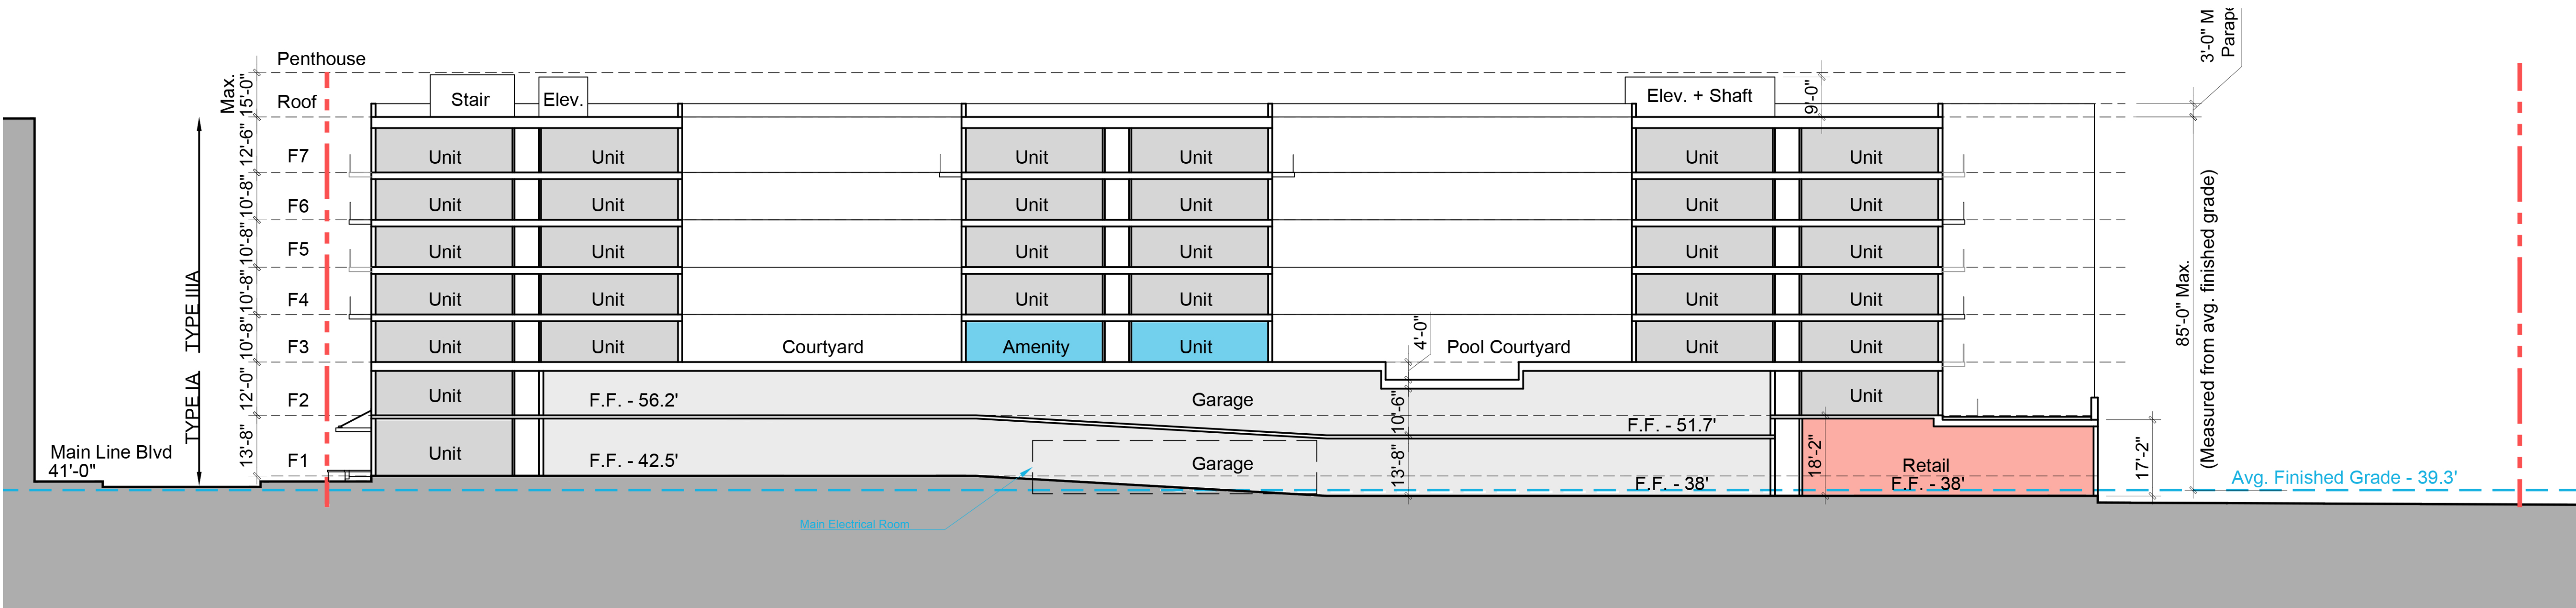 Penthouse
Max.
15'-0"
Roof
Stair
Elev.
Elev. + Shaft
9'-0"
3'-0" M
12'-6"
F7
Unit
Unit
Unit
Unit
Unit
Unit
10'-8"
F6
Unit
Unit
Unit
Unit
Unit
Unit
10'-8"
F5
Unit
Unit
Unit
Unit
Unit
Unit
TYPE IIIA
10'-8"
F4
Unit
Unit
Unit
Unit
Unit
Unit
85'-0" Max.
(Measured from avg. finished grade)
10'-8"
F3
Unit
Unit
Courtyard
Amenity
Unit
4'-0"
Pool Courtyard
Unit
Unit
TYPE IA
12'-0"
F2
Unit
F.F. - 56.2'
Garage
10'-6"
F.F. - 51.7'
Unit
Main Line Blvd
41'-0"
13'-8"
F1
Unit
F.F. - 42.5'
Garage
13'-8"
F.F. - 38'
18'-2"
Retail
F.F. - 38'
17'-2"
Avg. Finished Grade - 39.3'
Main Electrical Room